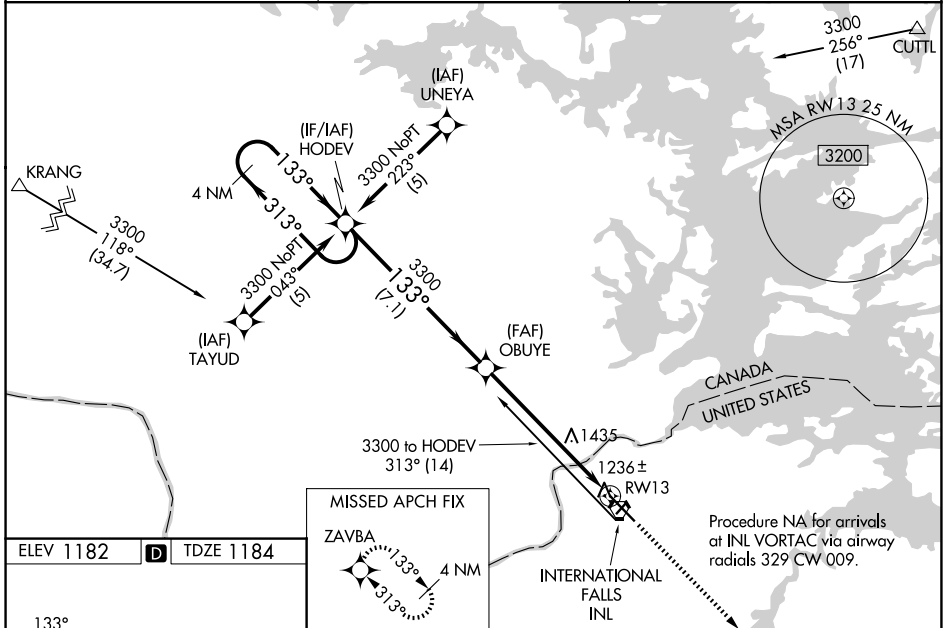 3300
256°
(17)
CUTTL
(IAF)
UNEYA
(IF/IAF)
HODEV
MSA RW13 25 NM
3200
KRANG
133°
3300 NoPT
223°
(5)
4 NM
313°
3300
118°
(34.7)
3300 NoPT
043°
(5)
3300
133°
(7.1)
(IAF)
TAYUD
(FAF)
OBUYE
CANADA
UNITED STATES
3300 to HODEV
313° (14)
1435
1236 ±
RW13
MISSED APCH FIX
ZAVBA
133°
4 NM
313°
Procedure NA for arrivals
at INL VORTAC via airway
radials 329 CW 009.
INTERNATIONAL
FALLS
INL
ELEV 1182 D TDZE 1184
133°